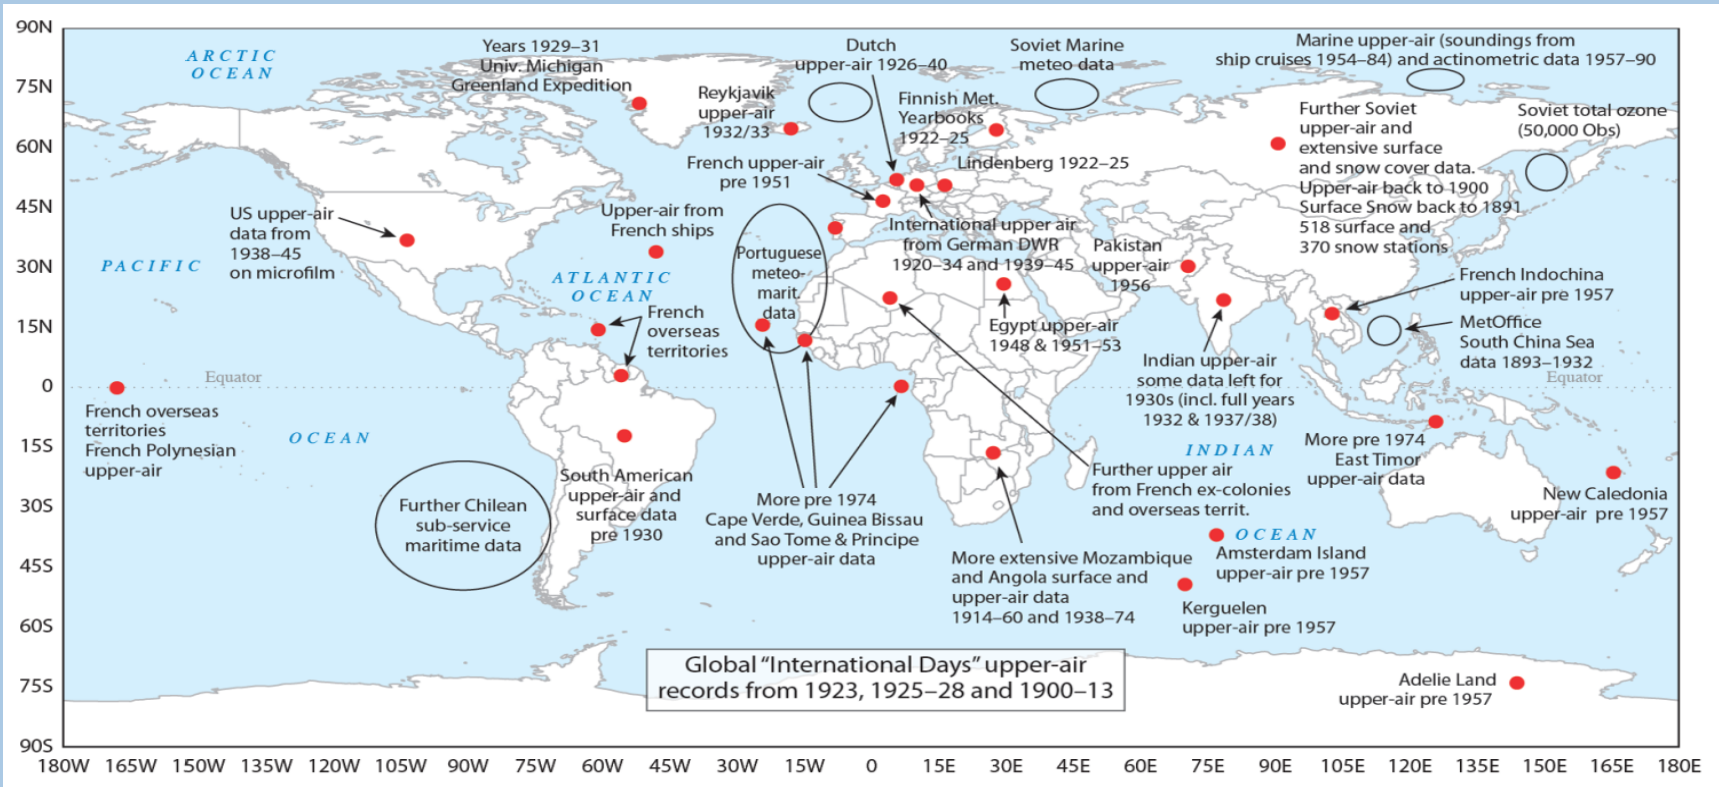 90N
75N
60N
45N
30N
15N
0
15S
30S
45S
60S
75S
90S
180W 165W 150W 135W 120W 105W 90W 75W 60W 45W 30W 15W 0 15E 30E 45E 60E 75E 90E 105E 120E 135E 150E 165E 180E
ARCTIC
OCEAN
Years 1929–31
Univ. Michigan
Greenland Expedition
Reykjavik
upper-air
1932/33
Dutch
upper-air 1926–40
Soviet Marine
meteo data
Marine upper-air (soundings from
ship cruises 1954–84) and actinometric data 1957–90
Finnish Met.
Yearbooks
1922–25
Further Soviet
upper-air and
extensive surface
and snow cover data.
Upper-air back to 1900
Surface Snow back to 1891
518 surface and
370 snow stations
Soviet total ozone
(50,000 Obs)
French upper-air
pre 1951
Lindenberg 1922–25
US upper-air
data from
1938–45
on microfilm
Upper-air from
French ships
Portuguese
meteo-
marit.
data
International upper air
from German DWR
1920–34 and 1939–45
Pakistan
upper-air
1956
PACIFIC
ATLANTIC
OCEAN
French
overseas
territories
Egypt upper-air
1948 & 1951–53
French Indochina
upper-air pre 1957
MetOffice
South China Sea
data 1893–1932
Indian upper-air
some data left for
1930s (incl. full years
1932 & 1937/38)
Equator
Equator
French overseas
territories
French Polynesian
upper-air
OCEAN
INDIAN
More pre 1974
East Timor
upper-air data
South American
upper-air and
surface data
pre 1930
Further Chilean
sub-service
maritime data
More pre 1974
Cape Verde, Guinea Bissau
and Sao Tome & Principe
upper-air data
Further upper air
from French ex-colonies
and overseas territ.
New Caledonia
upper-air pre 1957
OCEAN
Amsterdam Island
upper-air pre 1957
More extensive Mozambique
and Angola surface and
upper-air data
1914–60 and 1938–74
Kerguelen
upper-air pre 1957
Global “International Days” upper-air
records from 1923, 1925–28 and 1900–13
Adelie Land
upper-air pre 1957